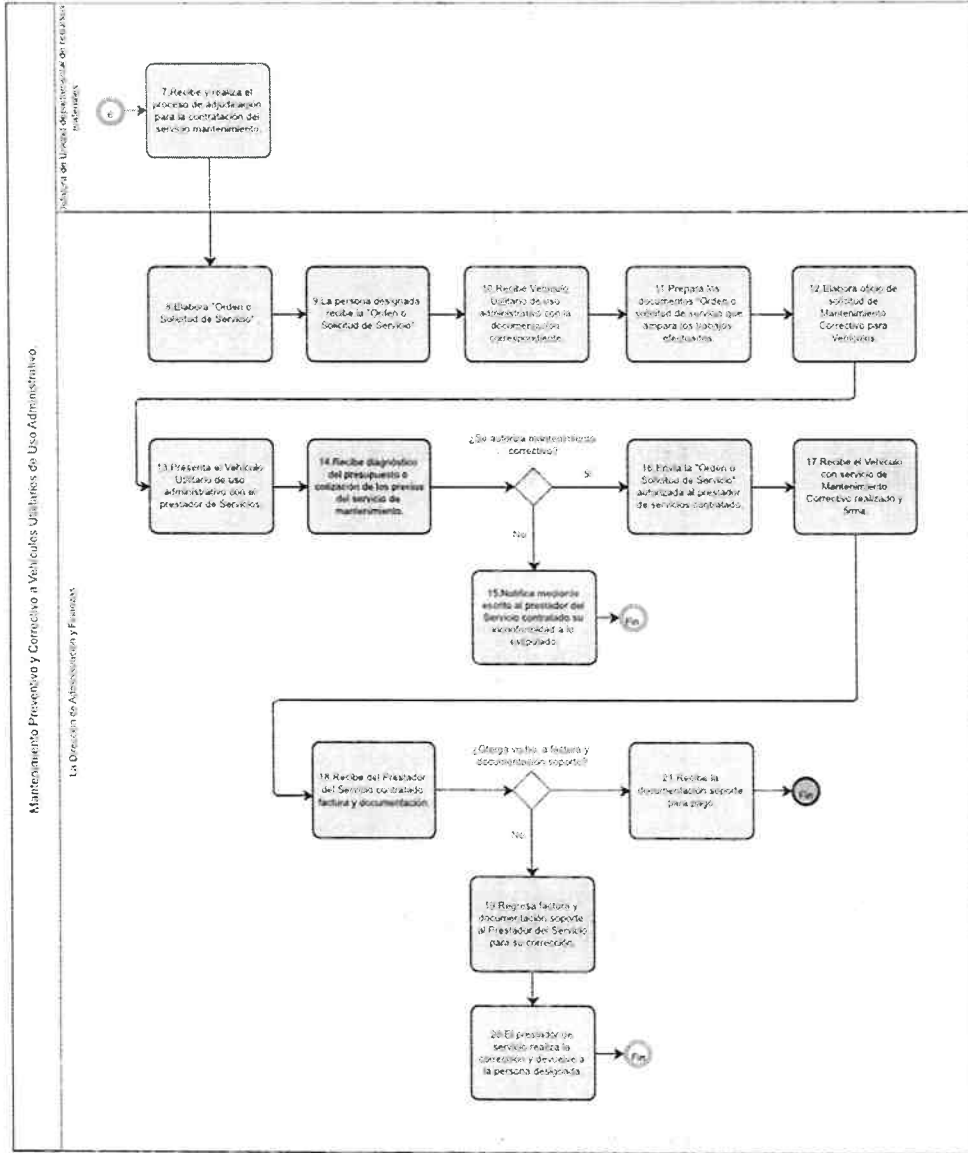 Mantenimiento Preventivo y Correctivo a Vehículos Utilitarios de Uso Administrativo
Jefatura de Unidad departamental de recursos
materiales
7.Recibe y realiza el
proceso de adjudicación
para la contratación del
servicio mantenimiento.
La Dirección de Administración y Finanzas
8.Elabora "Orden o
Solicitud de Servicio"
9.La persona designada
recibe la "Orden o
Solicitud de Servicio"
10.Recibe Vehículo
Utilitario de uso
administrativo con la
documentación
correspondiente.
11.Prepara los
documentos "Orden o
solicitud de servicio que
ampara los trabajos
efectuados.
12.Elabora oficio de
solicitud de
Mantenimiento
Correctivo para
Vehículos.
13.Presenta el Vehículo
Utilitario de uso
administrativo con el
prestador de Servicios.
14.Recibe diagnóstico
del presupuesto o
cotización de los precios
del servicio de
mantenimiento.
¿Se autoriza mantenimiento
correctivo?
Si
No
16.Envía la "Orden o
Solicitud de Servicio"
autorizada al prestador
de servicios contratado.
17.Recibe el Vehículo
con servicio de
Mantenimiento
Correctivo realizado y
firma.
15.Notifica mediante
escrito al prestador del
Servicio contratado su
inconformidad a lo
estipulado.
Fin
18.Recibe del Prestador
del Servicio contratado
factura y documentación.
¿Otorga visto a factura y
documentación soporte?
No
21.Recibe la
documentación soporte
para pago.
Fin
19.Regresa factura y
documentación soporte
al Prestador del Servicio
para su corrección.
20.El prestador de
servicio realiza la
corrección y devuelve a
la persona designada
Fin